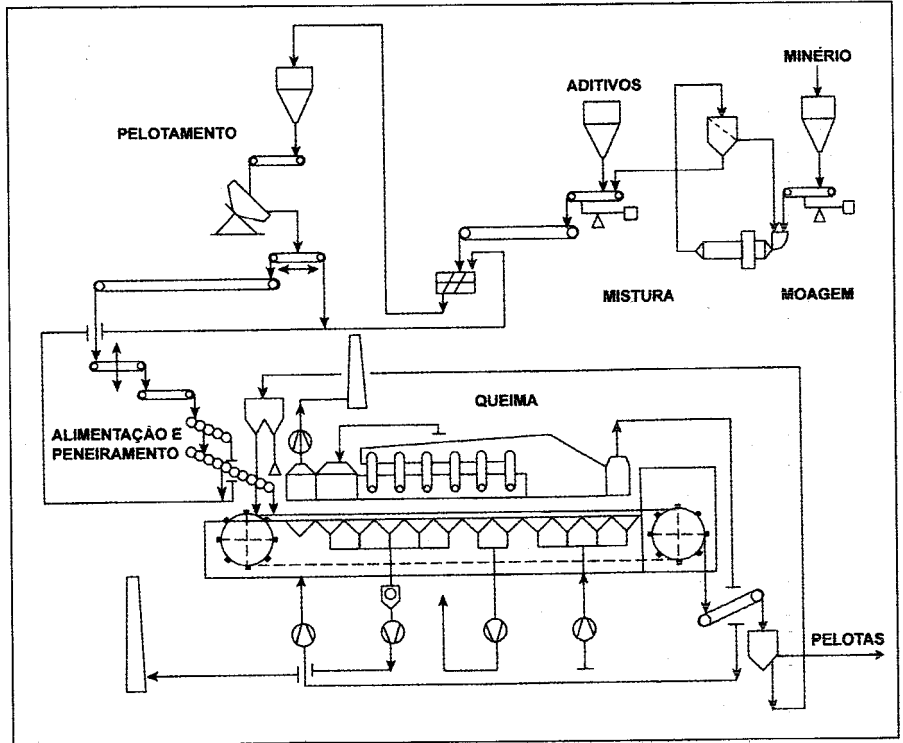 MINÉRIO
ADITIVOS
PELOTAMENTO
MISTURA
MOAGEM
QUEIMA
ALIMENTAÇÃO E
PENEIRAMENTO
PELOTAS